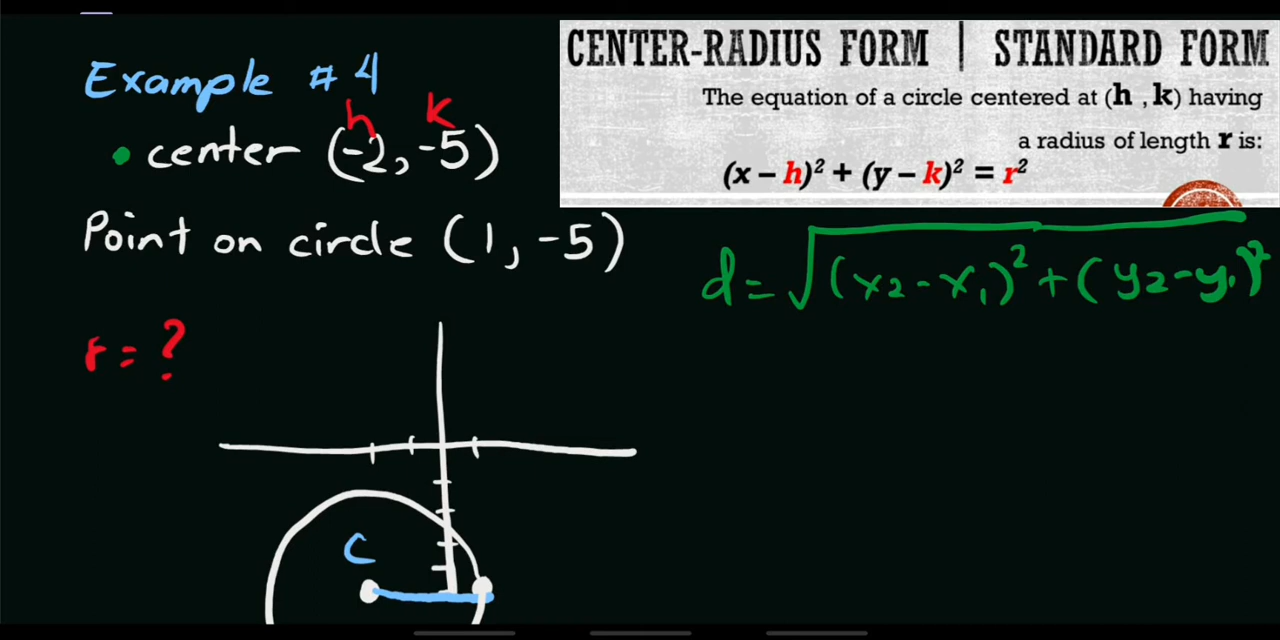 Example # 4
h k
• center (-2, -5)
Point on circle (1, -5)
r = ?
C
CENTER-RADIUS FORM | STANDARD FORM
The equation of a circle centered at (h , k) having
a radius of length r is:
(x – h)² + (y – k)² = r²
d = √(x2 - x1)² + (y2 - y1)²